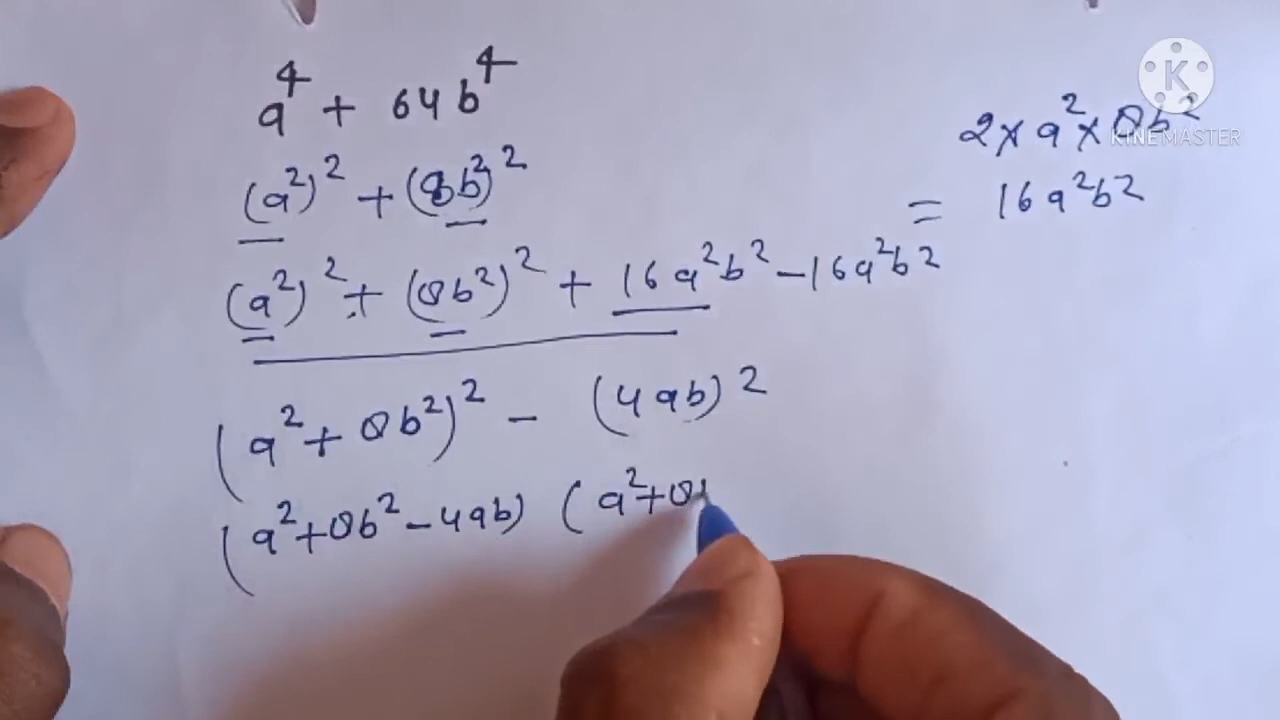 a⁴ + 64b⁴
(a²)² + (8b²)²
(a²)² + (8b²)² + 16a²b² - 16a²b²
(a² + 8b²)² - (4ab)²
(a² + 8b² - 4ab) (a² + 8
2 × a² × 8b²
= 16a²b²
K
KINEMASTER